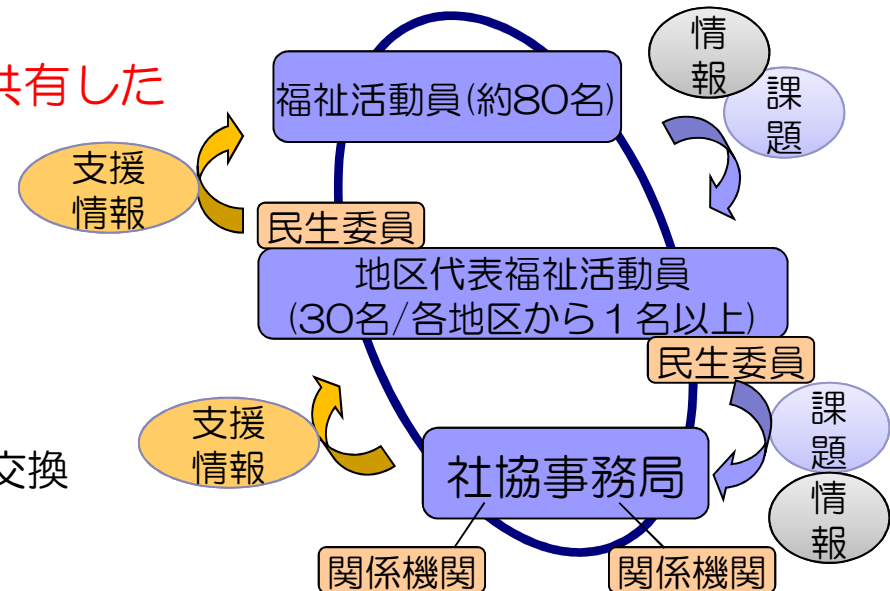 共有した
情
報
課
題
福祉活動員(約80名)
支援
情報
民生委員
地区代表福祉活動員
(30名/各地区から１名以上)
民生委員
支援
情報
課
題
交換
社協事務局
情
報
関係機関
関係機関